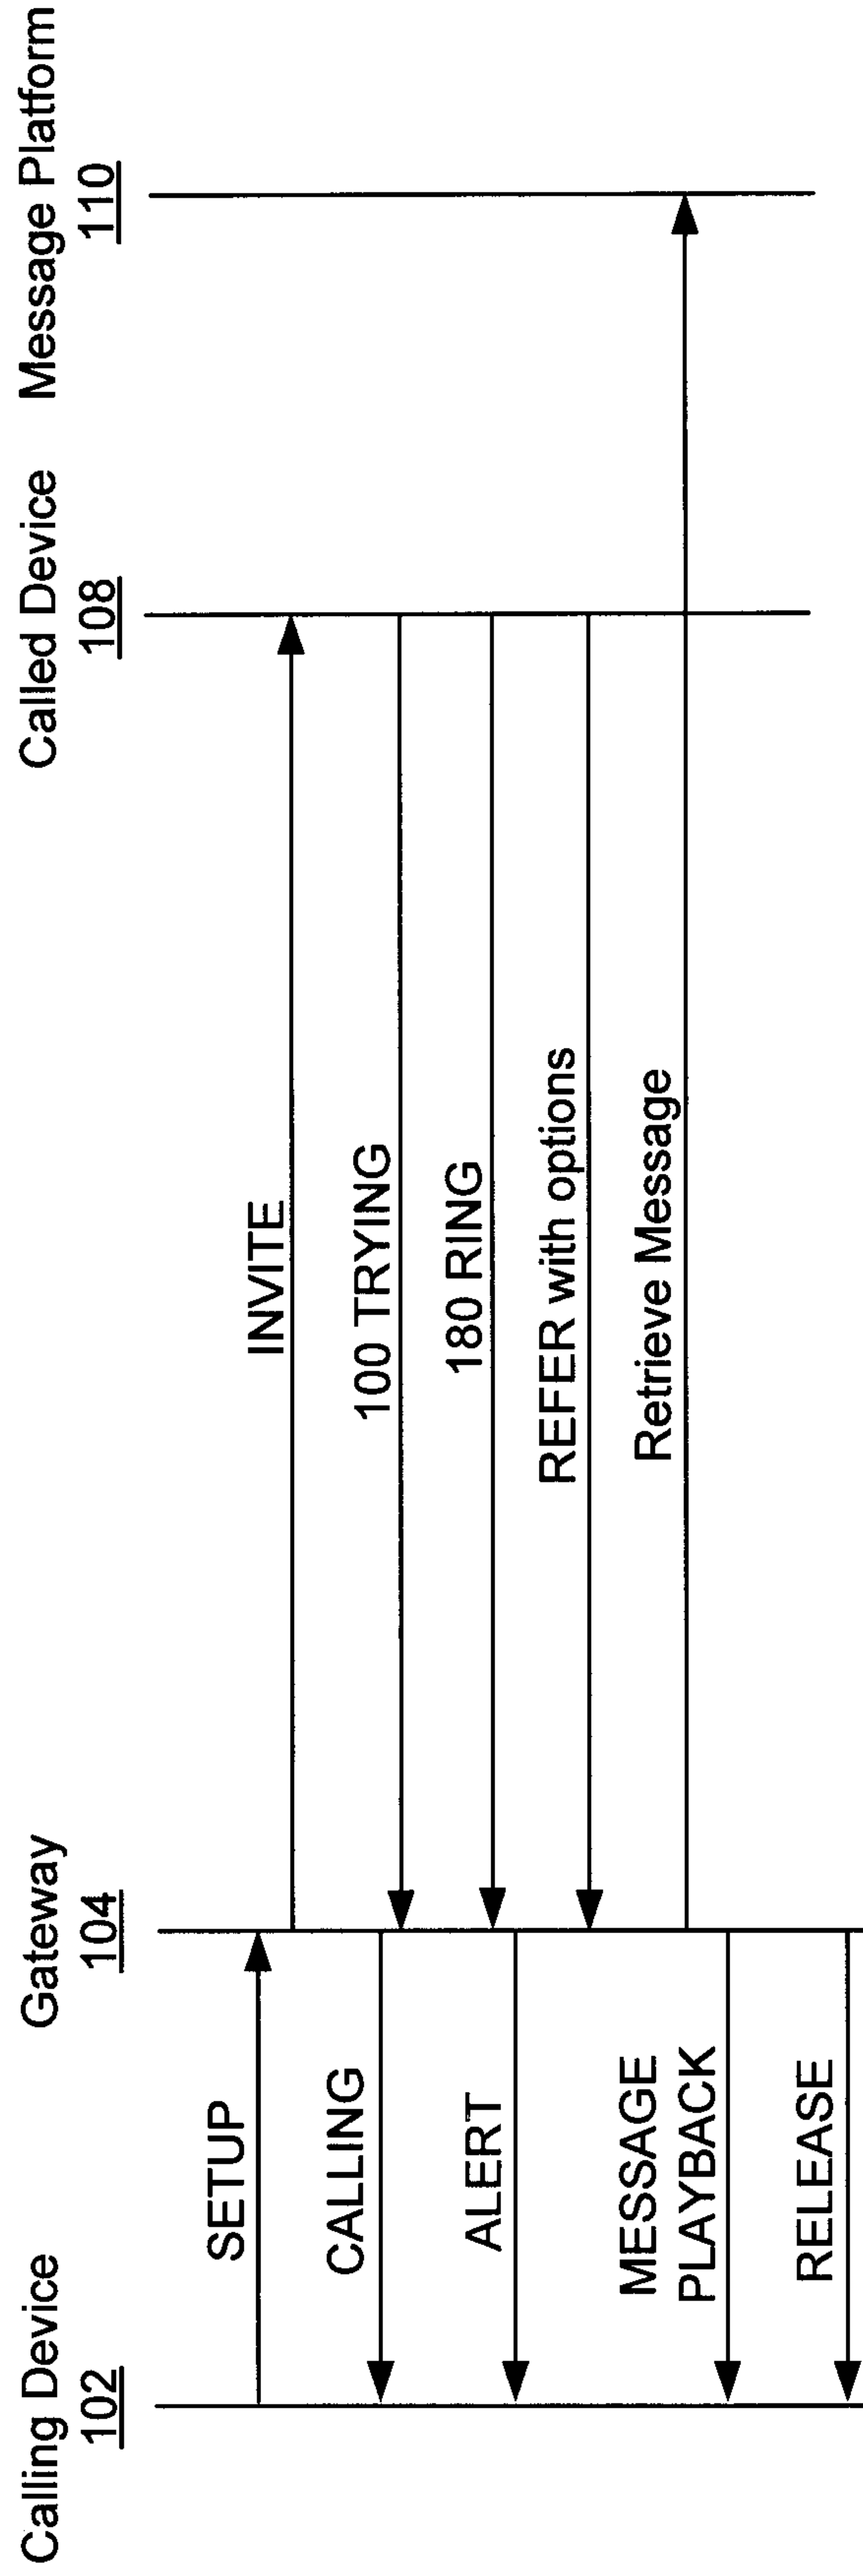 Calling Device
102
Gateway
104
Called Device
108
Message Platform
110
SETUP
INVITE
CALLING
100 TRYING
180 RING
ALERT
REFER with options
Retrieve Message
MESSAGE
PLAYBACK
RELEASE